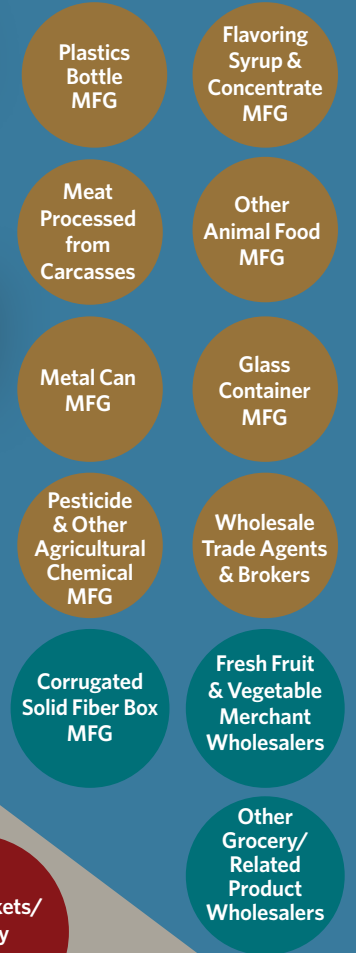 Plastics
Bottle
MFG
Flavoring
Syrup &
Concentrate
MFG
Meat
Processed
from
Carcasses
Other
Animal Food
MFG
Metal Can
MFG
Glass
Container
MFG
Pesticide
& Other
Agricultural
Chemical
MFG
Wholesale
Trade Agents
& Brokers
Corrugated
Solid Fiber Box
MFG
Fresh Fruit
& Vegetable
Merchant
Wholesalers
Other
Grocery/
Related
Product
Wholesalers